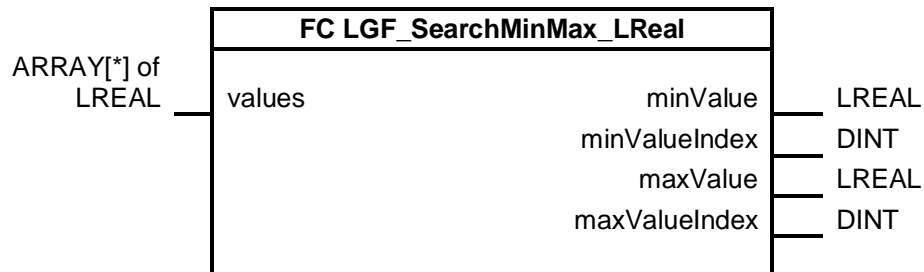 FC LGF_SearchMinMax_LReal
ARRAY[*] of
LREAL values minValue LREAL
minValueIndex DINT
maxValue LREAL
maxValueIndex DINT